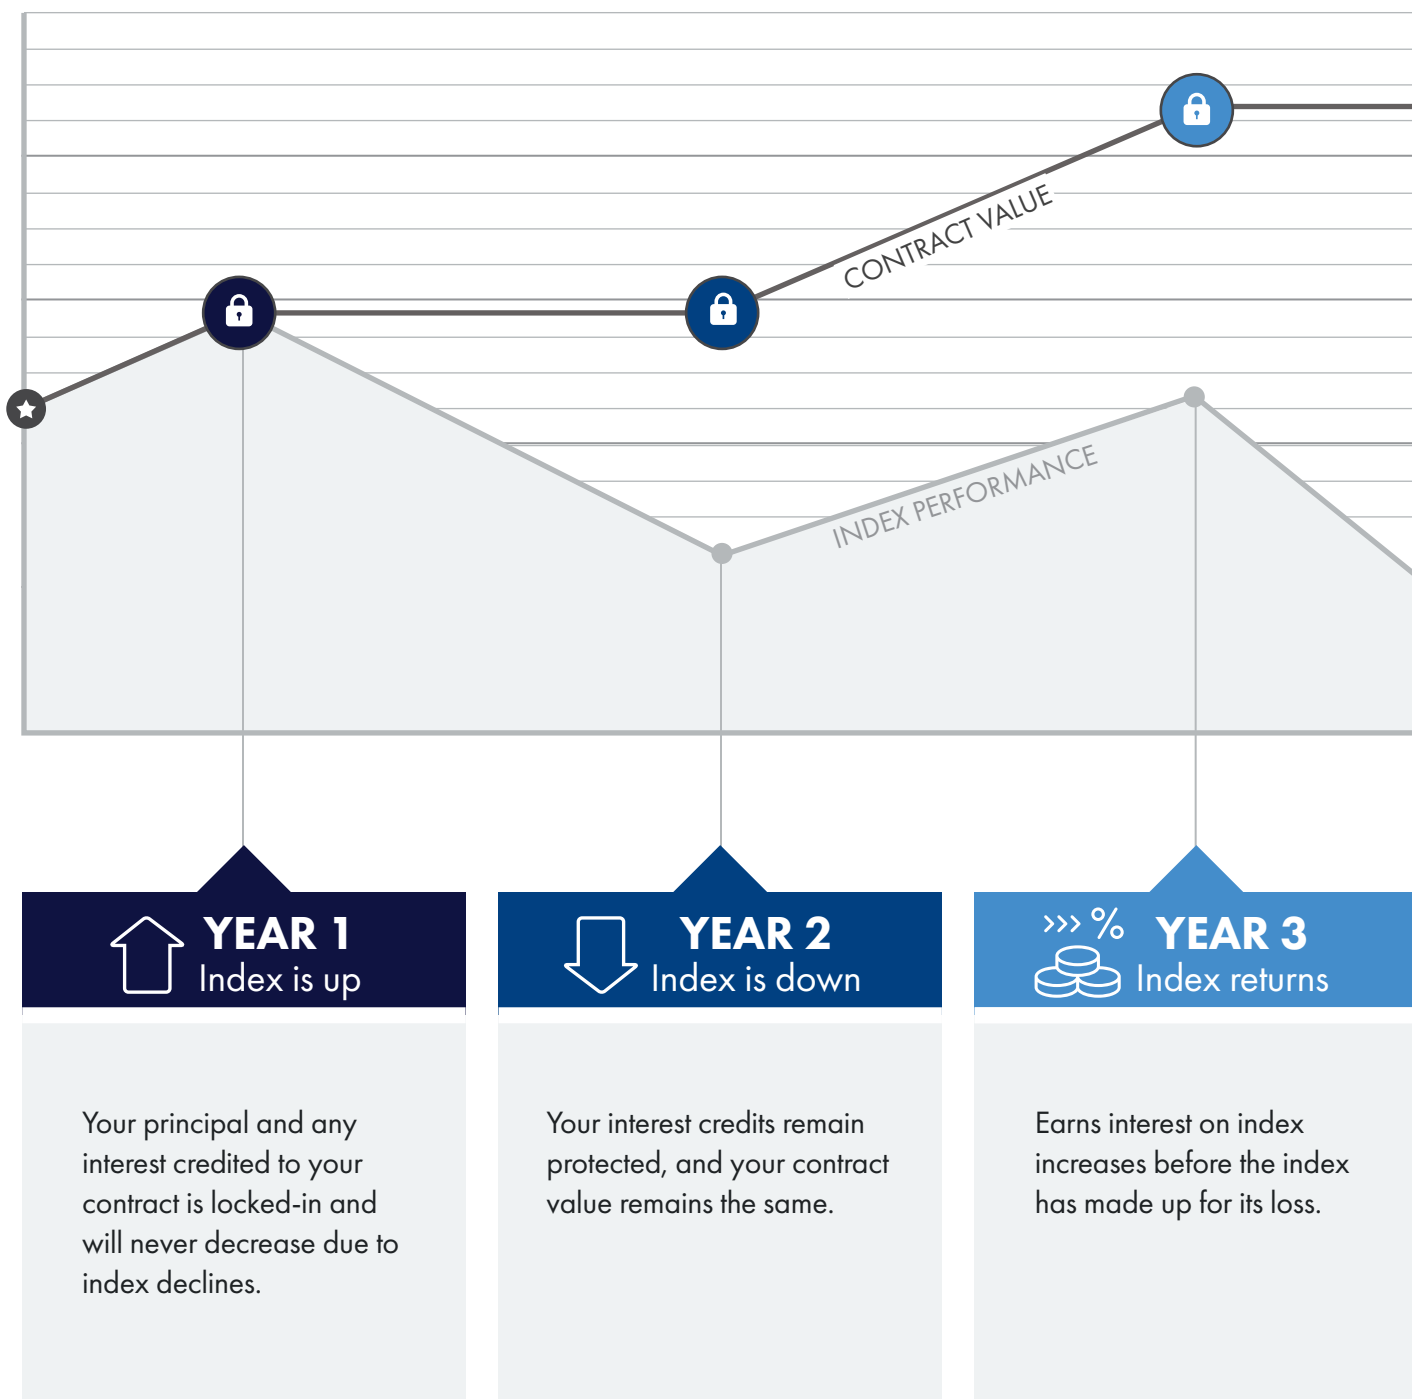 CONTRACT VALUE
INDEX PERFORMANCE
YEAR 1
Index is up
Your principal and any
interest credited to your
contract is locked-in and
will never decrease due to
index declines.
YEAR 2
Index is down
Your interest credits remain
protected, and your contract
value remains the same.
>>> %
YEAR 3
Index returns
Earns interest on index
increases before the index
has made up for its loss.